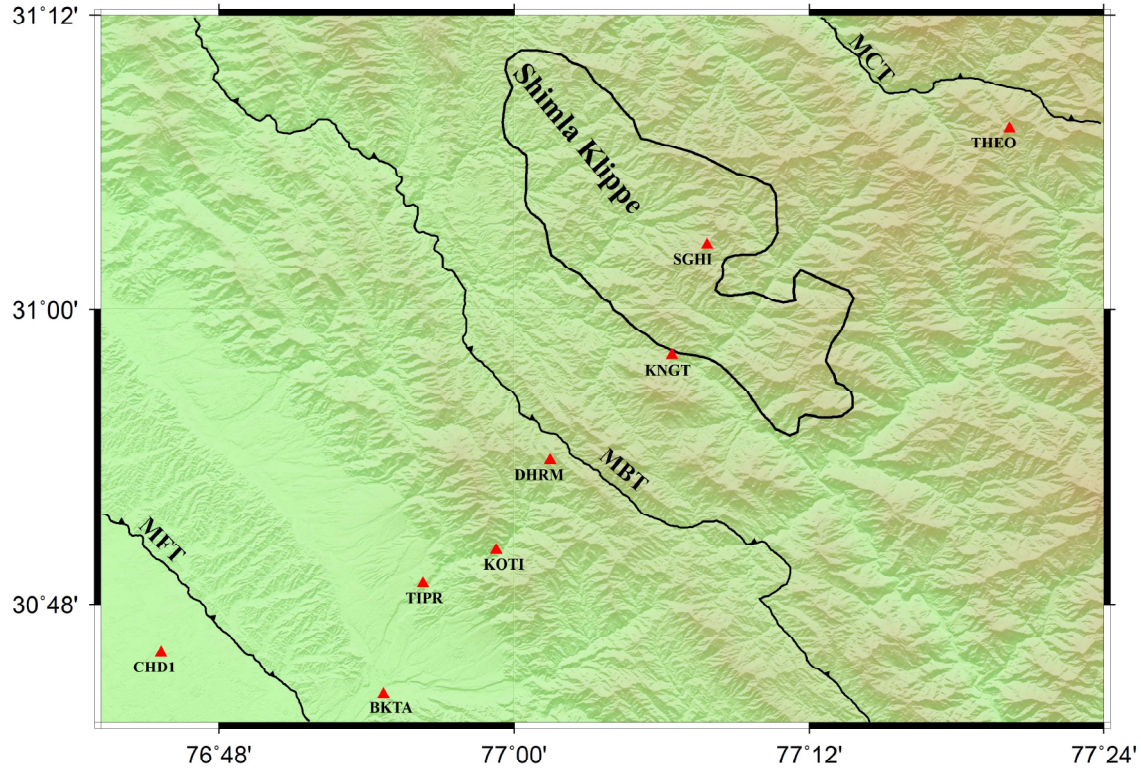 31°12'
MCT
Shimla Klippe
THEO
SGHI
31°00'
KNGT
MBT
DHRM
MFT
KOTI
TIPR
30°48'
CHD1
BKTA
76°48'
77°00'
77°12'
77°24'